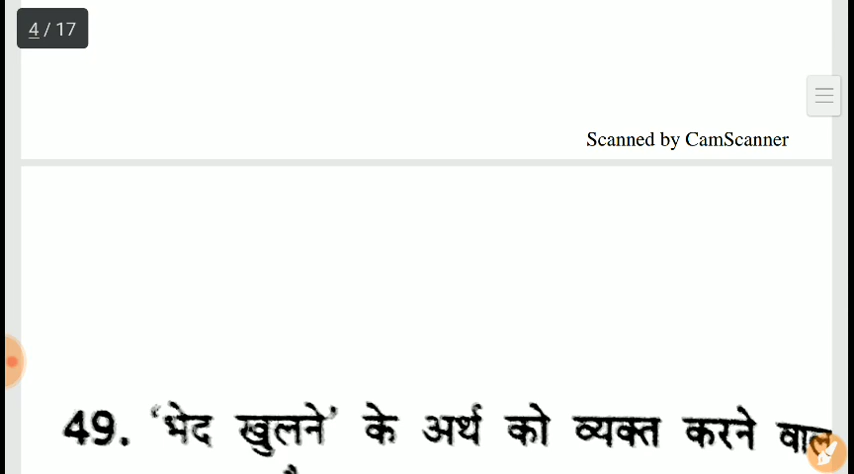 4 / 17
Scanned by CamScanner
49. 'भेद खुलने' के अर्थ को व्यक्त करने